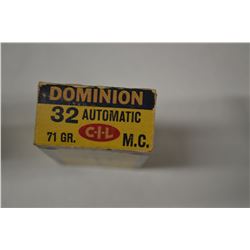 DOMINION
32 AUTOMATIC
71 GR. C-I-L M.C.